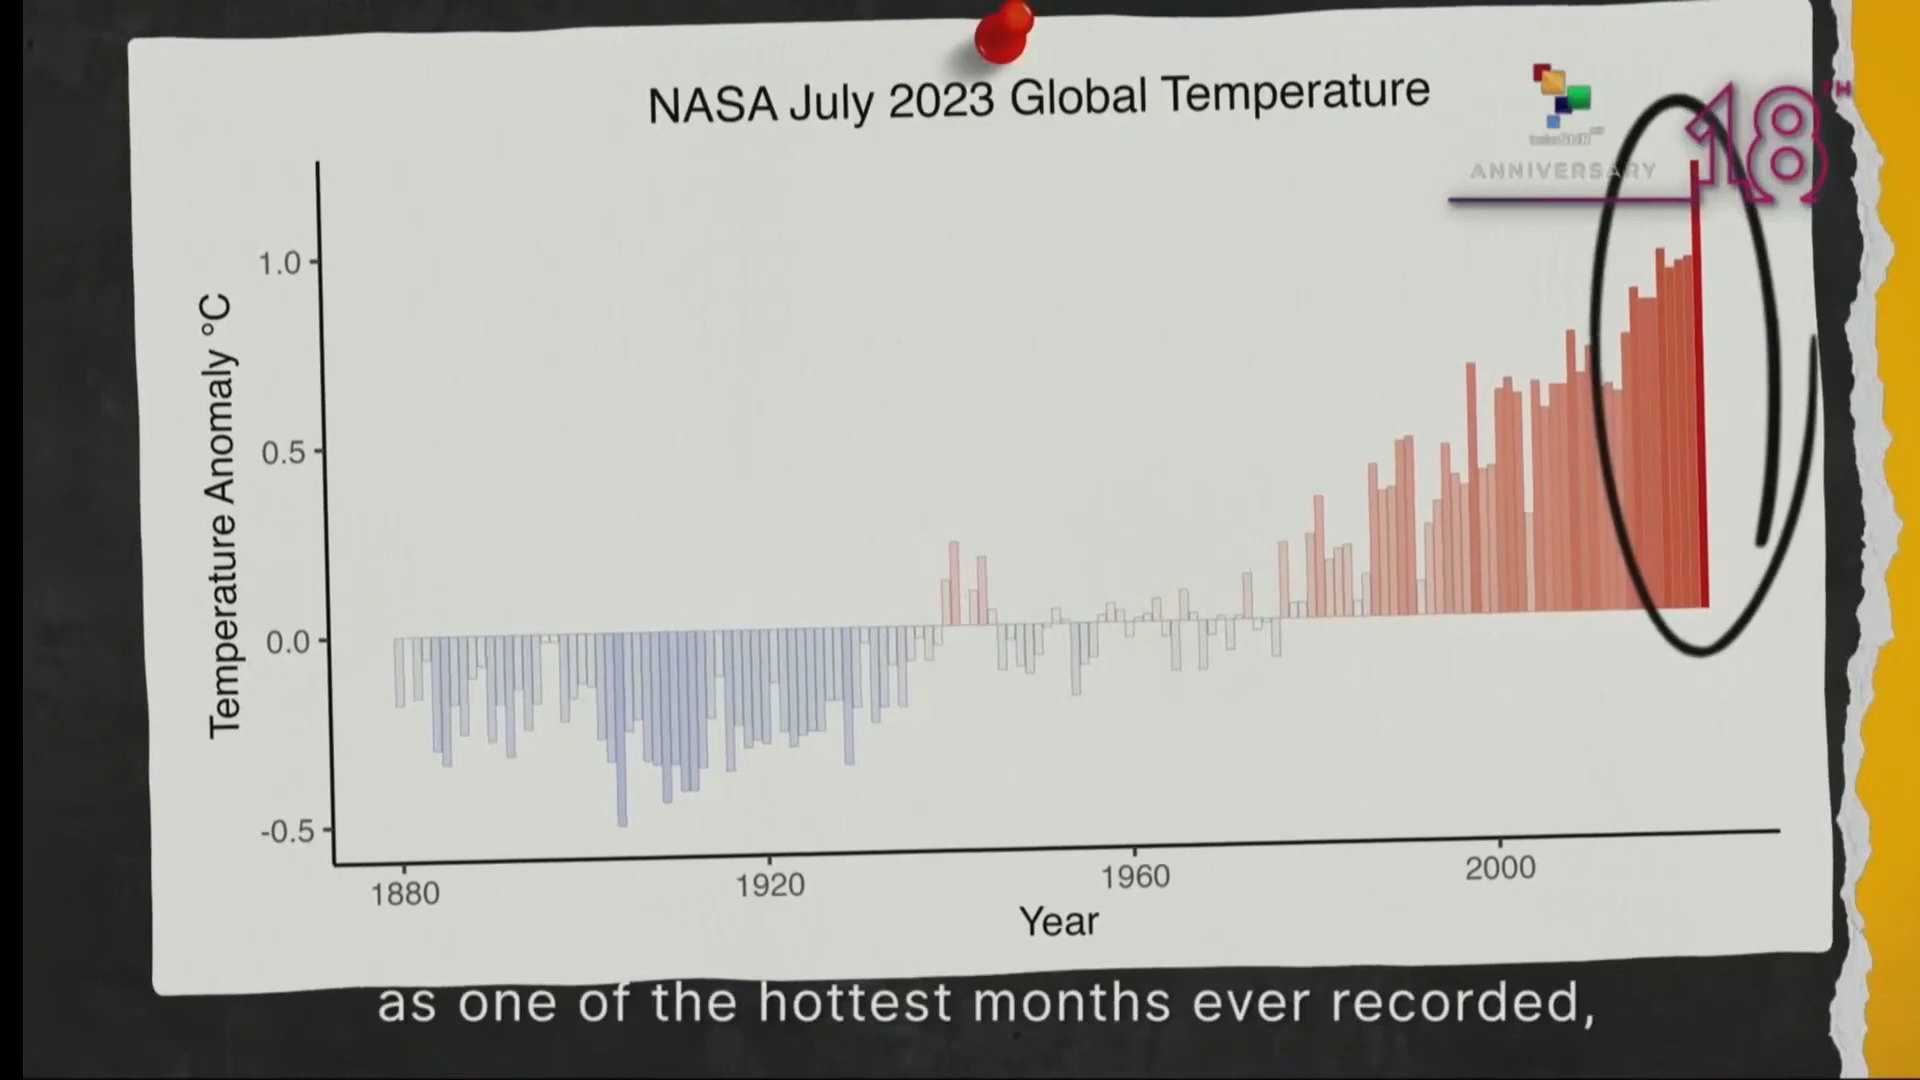 NASA July 2023 Global Temperature
ANNIVERSARY
18TH
Temperature Anomaly °C
1.0
0.5
0.0
-0.5
1880
1920
1960
2000
Year
as one of the hottest months ever recorded,